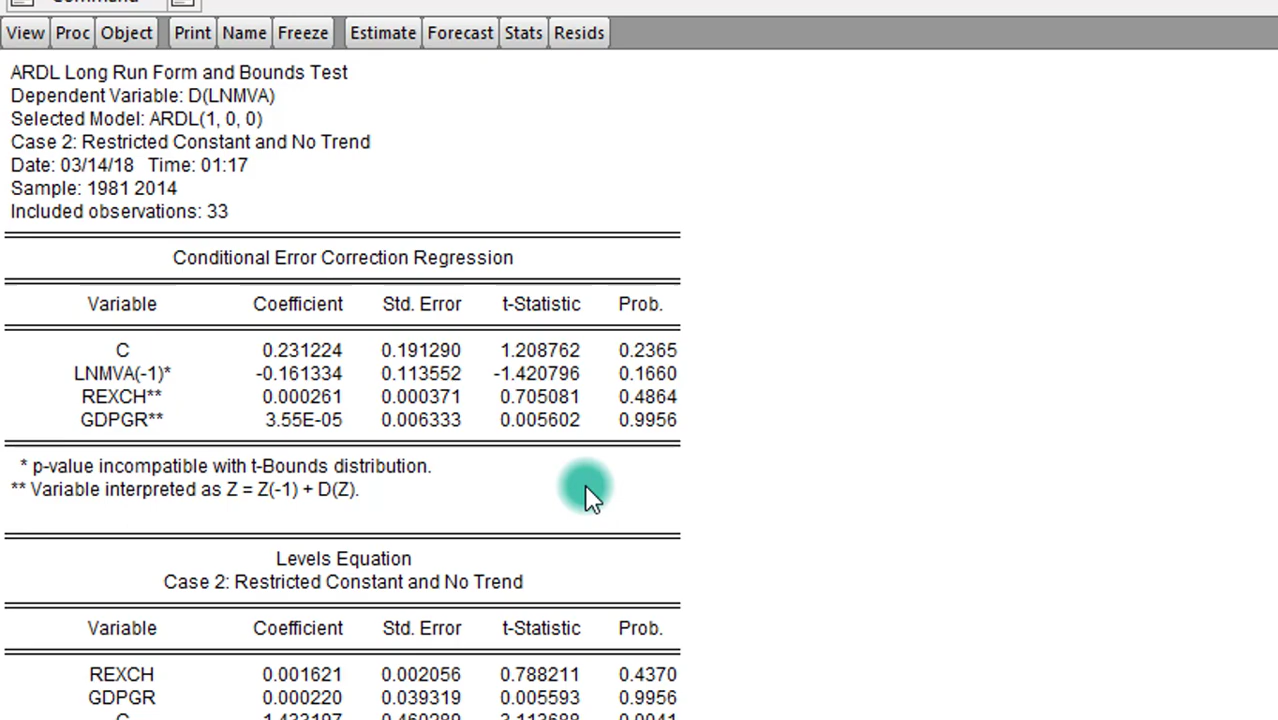 View Proc Object Print Name Freeze Estimate Forecast Stats Resids
ARDL Long Run Form and Bounds Test
Dependent Variable: D(LNMVA)
Selected Model: ARDL(1, 0, 0)
Case 2: Restricted Constant and No Trend
Date: 03/14/18 Time: 01:17
Sample: 1981 2014
Included observations: 33
Conditional Error Correction Regression
Variable Coefficient Std. Error t-Statistic Prob.
C 0.231224 0.191290 1.208762 0.2365
LNMVA(-1)* -0.161334 0.113552 -1.420796 0.1660
REXCH** 0.000261 0.000371 0.705081 0.4864
GDPGR** 3.55E-05 0.006333 0.005602 0.9956
* p-value incompatible with t-Bounds distribution.
** Variable interpreted as Z = Z(-1) + D(Z).
Levels Equation
Case 2: Restricted Constant and No Trend
Variable Coefficient Std. Error t-Statistic Prob.
REXCH 0.001621 0.002056 0.788211 0.4370
GDPGR 0.000220 0.039319 0.005593 0.9956